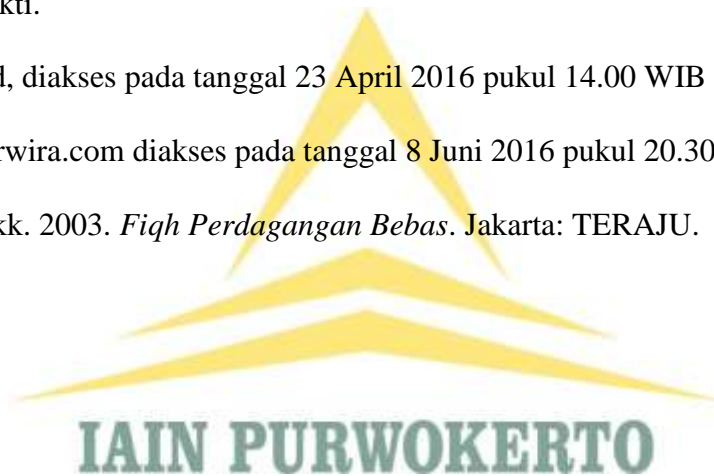 kti.
d, diakses pada tanggal 23 April 2016 pukul 14.00 WIB
rwira.com diakses pada tanggal 8 Juni 2016 pukul 20.30
kk. 2003. Fiqh Perdagangan Bebas. Jakarta: TERAJU.
IAIN PURWOKERTO